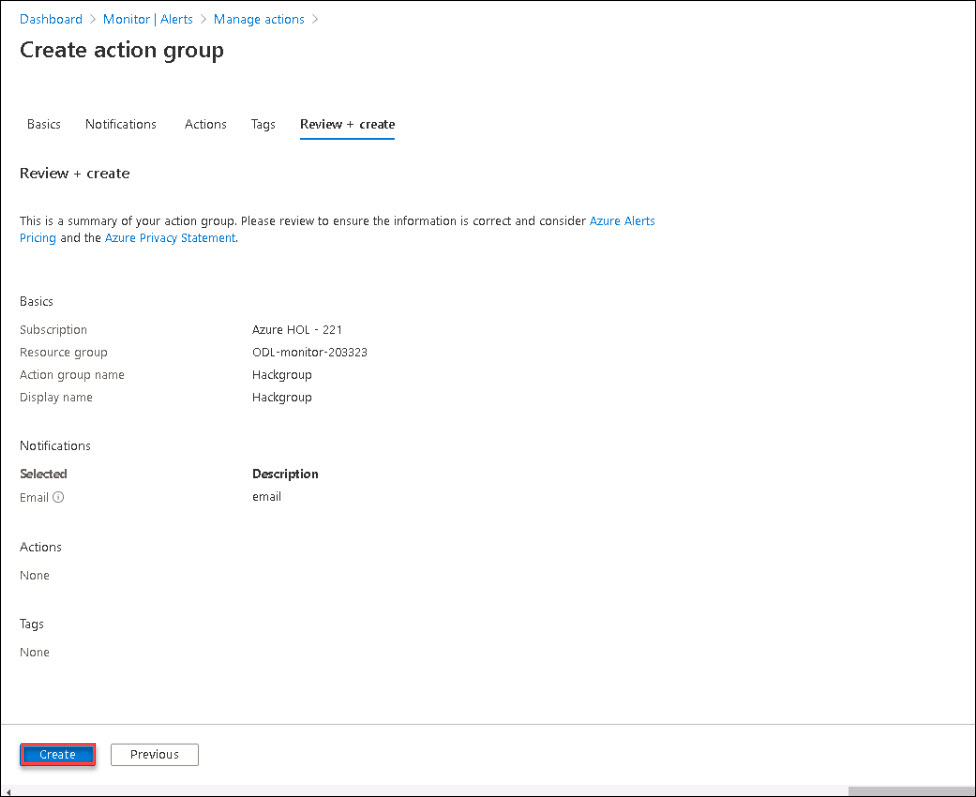 Dashboard > Monitor | Alerts > Manage actions >
Create action group
Basics Notifications Actions Tags Review + create
Review + create
This is a summary of your action group. Please review to ensure the information is correct and consider Azure Alerts
Pricing and the Azure Privacy Statement.
Basics
Subscription Azure HOL - 221
Resource group ODL-monitor-203323
Action group name Hackgroup
Display name Hackgroup
Notifications
Selected Description
Email email
Actions
None
Tags
None
Create Previous